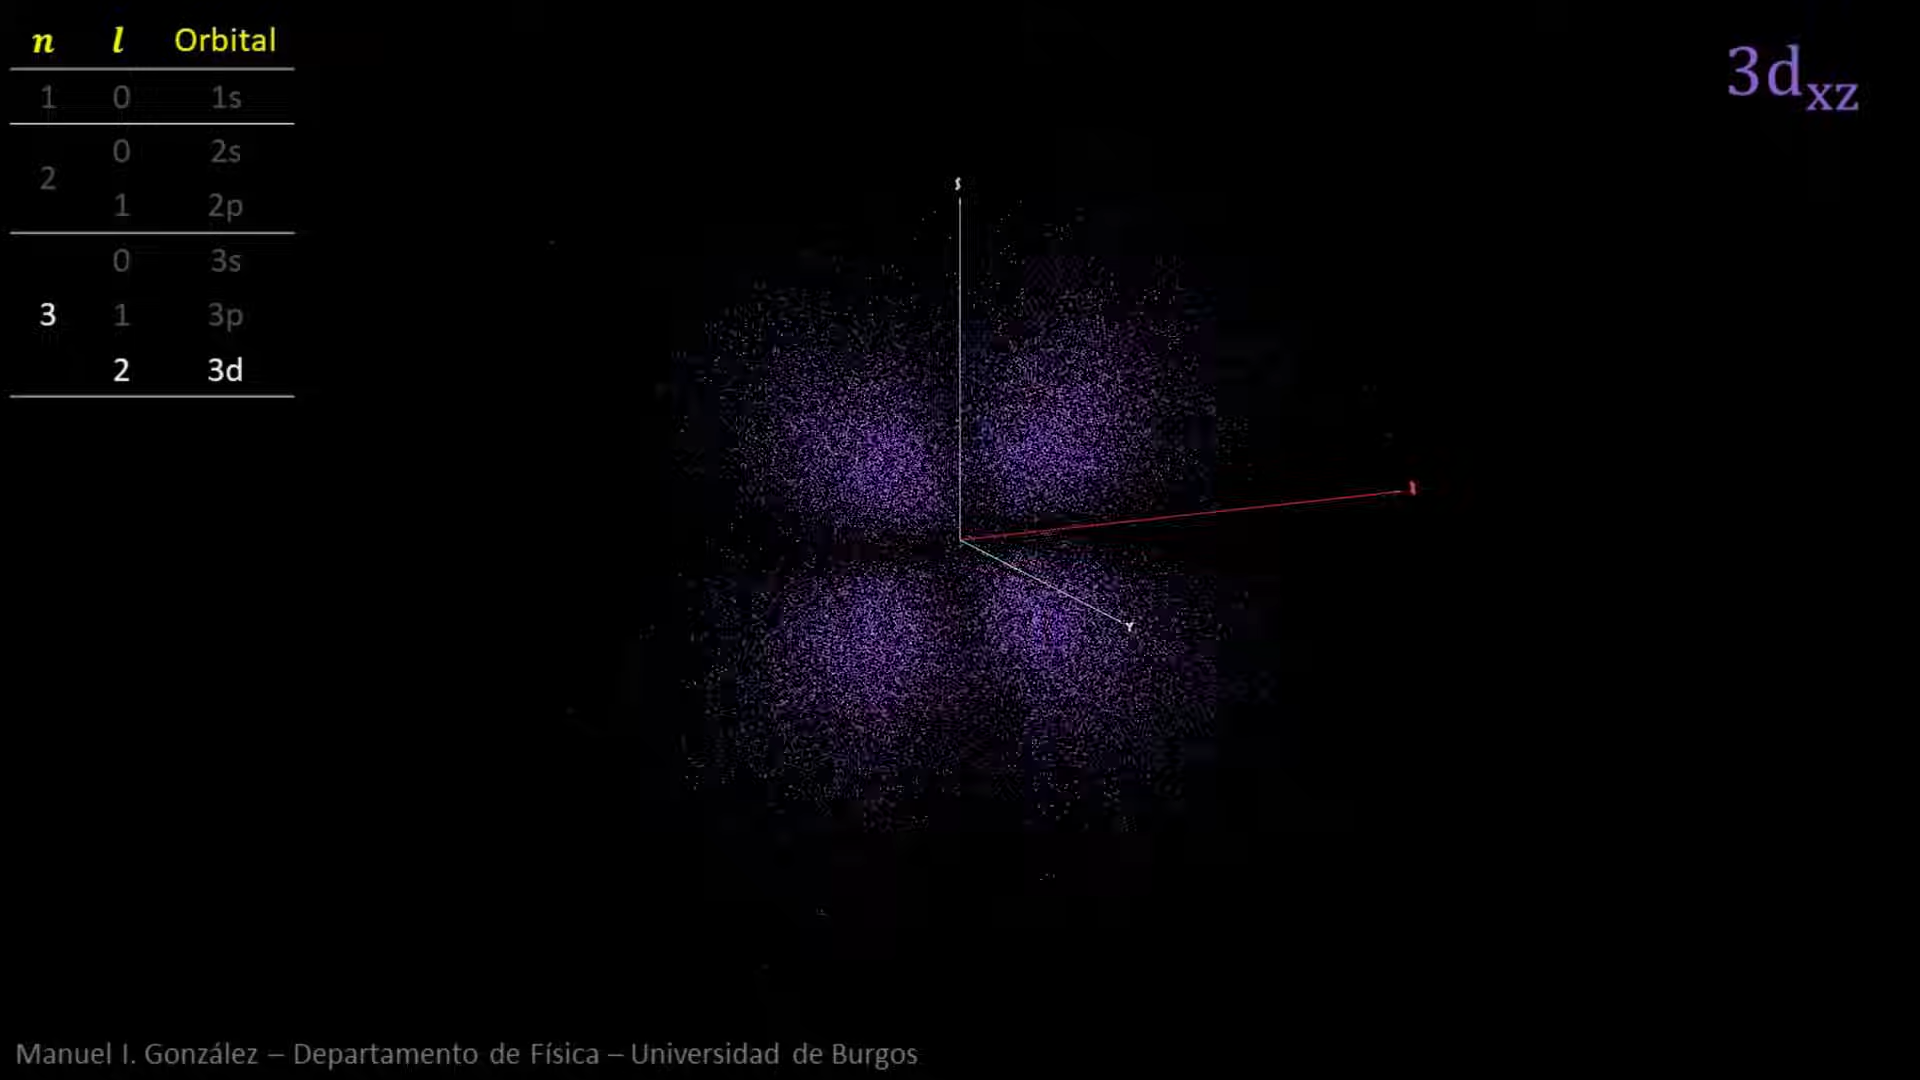 n l Orbital
1 0 1s
2
0 2s
1 2p
3
0 3s
1 3p
2 3d
3d_xz
Y
Manuel I. González – Departamento de Física – Universidad de Burgos